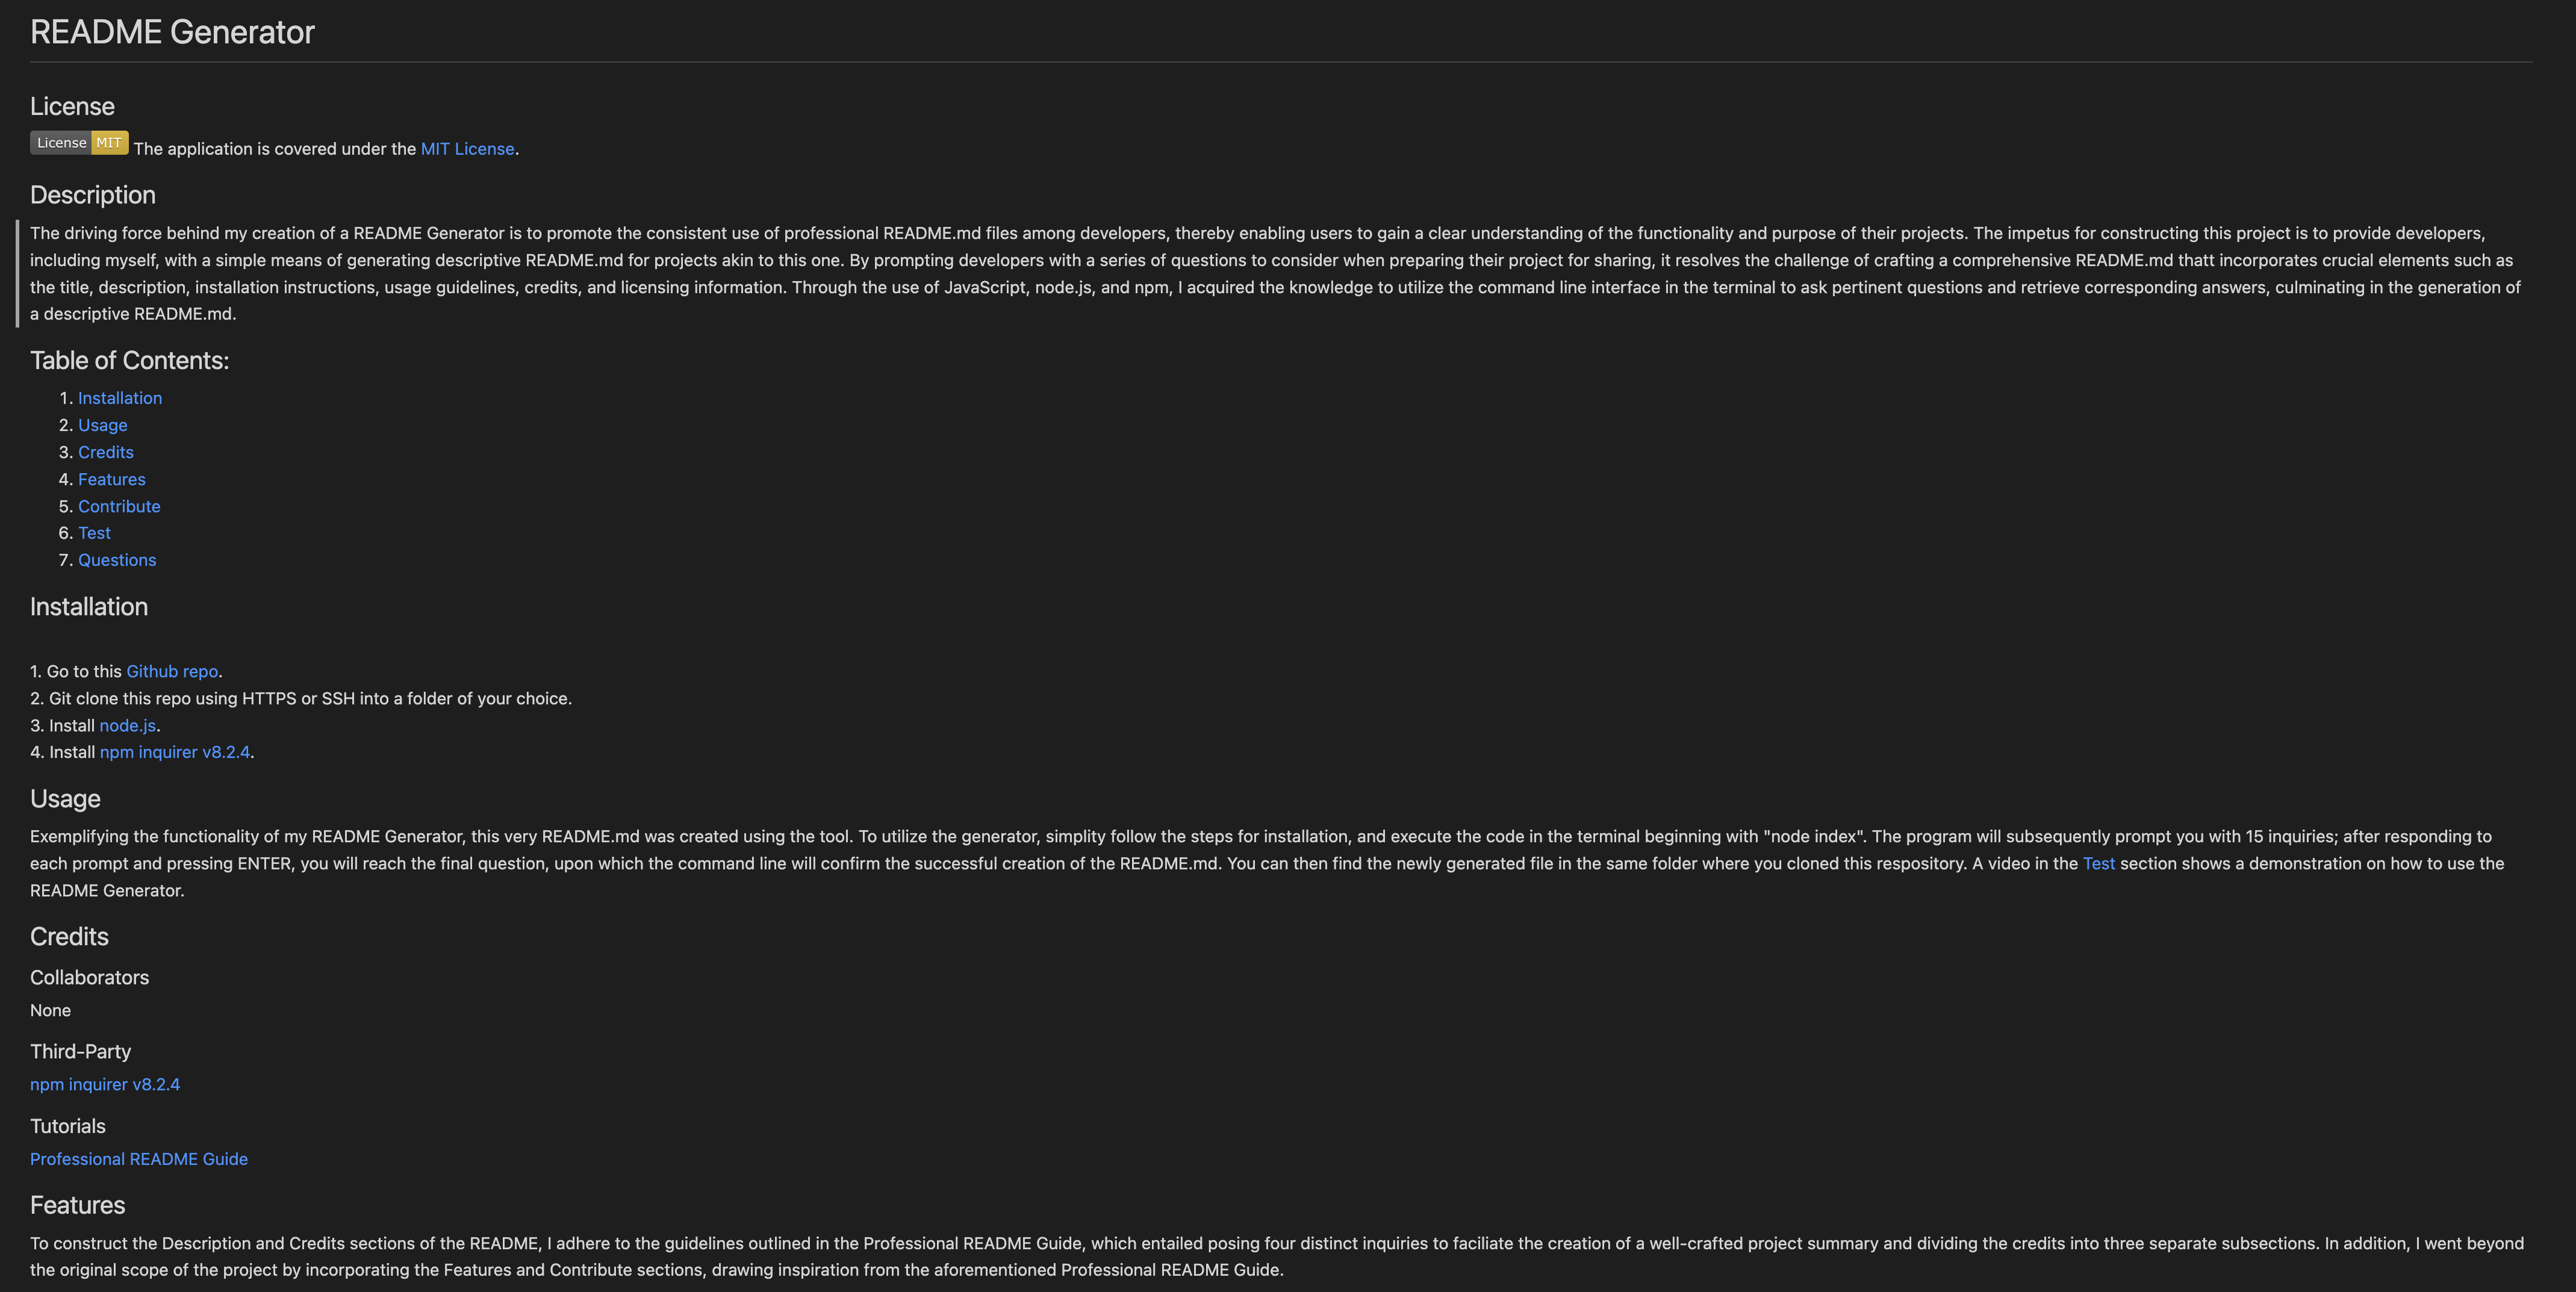 README Generator
License
License MIT The application is covered under the MIT License.
Description
The driving force behind my creation of a README Generator is to promote the consistent use of professional README.md files among developers, thereby enabling users to gain a clear understanding of the functionality and purpose of their projects. The impetus for constructing this project is to provide developers,
including myself, with a simple means of generating descriptive README.md for projects akin to this one. By prompting developers with a series of questions to consider when preparing their project for sharing, it resolves the challenge of crafting a comprehensive README.md thatt incorporates crucial elements such as
the title, description, installation instructions, usage guidelines, credits, and licensing information. Through the use of JavaScript, node.js, and npm, I acquired the knowledge to utilize the command line interface in the terminal to ask pertinent questions and retrieve corresponding answers, culminating in the generation of
a descriptive README.md.
Table of Contents:
1. Installation
2. Usage
3. Credits
4. Features
5. Contribute
6. Test
7. Questions
Installation
1. Go to this Github repo.
2. Git clone this repo using HTTPS or SSH into a folder of your choice.
3. Install node.js.
4. Install npm inquirer v8.2.4.
Usage
Exemplifying the functionality of my README Generator, this very README.md was created using the tool. To utilize the generator, simplity follow the steps for installation, and execute the code in the terminal beginning with "node index". The program will subsequently prompt you with 15 inquiries; after responding to
each prompt and pressing ENTER, you will reach the final question, upon which the command line will confirm the successful creation of the README.md. You can then find the newly generated file in the same folder where you cloned this respository. A video in the Test section shows a demonstration on how to use the
README Generator.
Credits
Collaborators
None
Third-Party
npm inquirer v8.2.4
Tutorials
Professional README Guide
Features
To construct the Description and Credits sections of the README, I adhere to the guidelines outlined in the Professional README Guide, which entailed posing four distinct inquiries to faciliate the creation of a well-crafted project summary and dividing the credits into three separate subsections. In addition, I went beyond
the original scope of the project by incorporating the Features and Contribute sections, drawing inspiration from the aforementioned Professional README Guide.